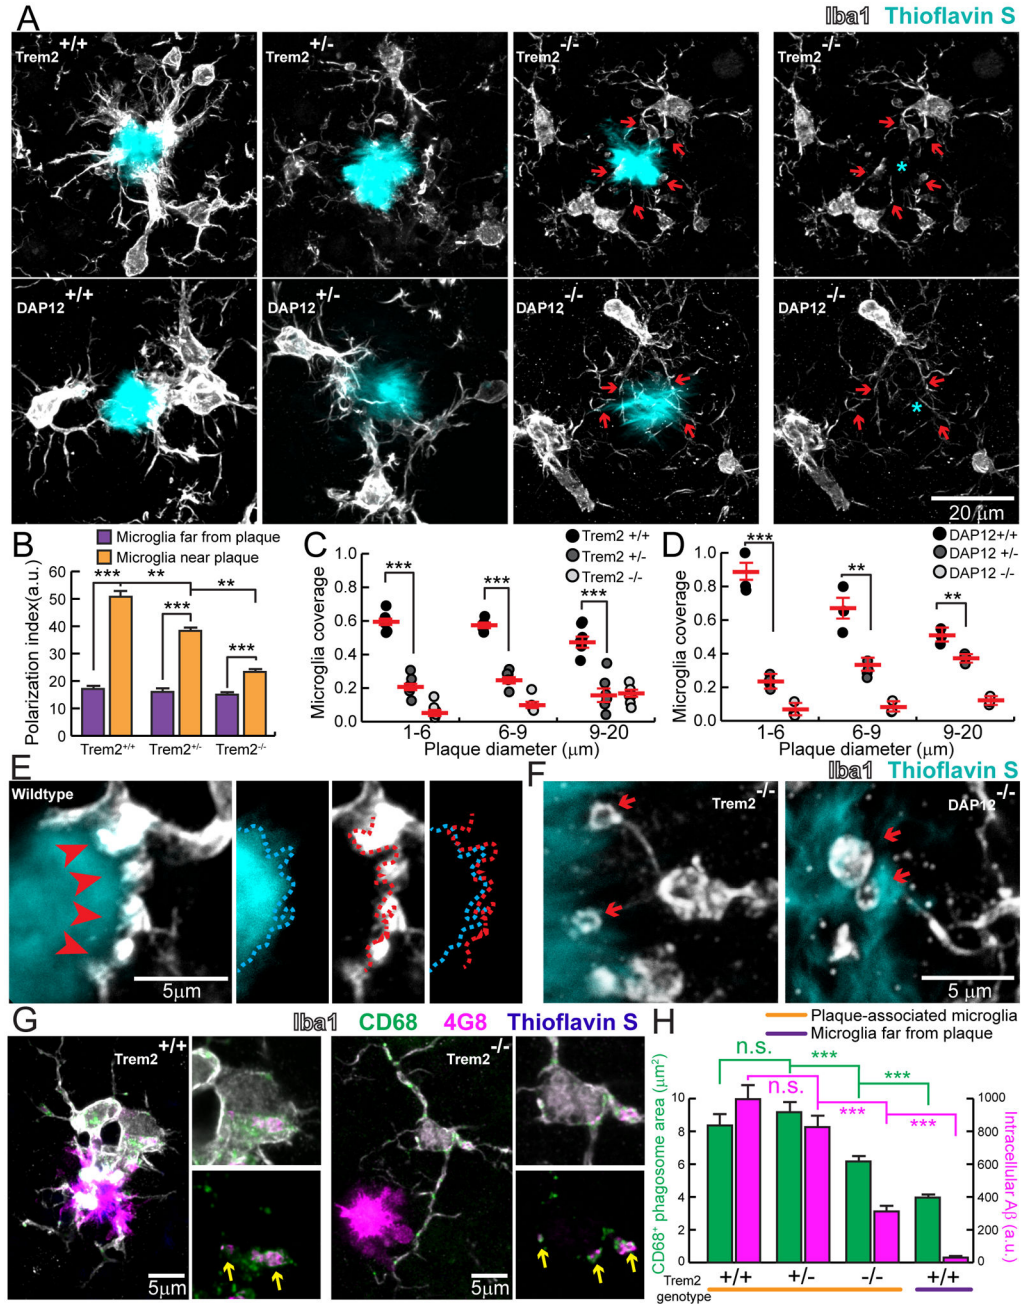 A
Iba1 Thioflavin S
Trem2 +/+
Trem2 +/-
Trem2 -/-
Trem2 -/-
*
DAP12 +/+
DAP12 +/-
DAP12 -/-
DAP12 -/-
*
20 µm
B
Microglia far from plaque
Microglia near plaque
Polarization index(a.u.)
60
50
40
30
20
10
0
***
**
***
**
***
Trem2+/+
Trem2+/-
Trem2-/-
C
Trem2 +/+
Trem2 +/-
Trem2 -/-
Microglia coverage
1.0
0.8
0.6
0.4
0.2
0.0
***
***
***
1-6
6-9
9-20
Plaque diameter (µm)
D
DAP12+/+
DAP12 +/-
DAP12 -/-
Microglia coverage
1.0
0.8
0.6
0.4
0.2
0.0
***
**
**
1-6
6-9
9-20
Plaque diameter (µm)
E
Wildtype
5µm
F
Iba1 Thioflavin S
Trem2 -/-
DAP12 -/-
5 µm
G
Iba1 CD68 4G8 Thioflavin S
Trem2 +/+
5µm
Trem2 -/-
5µm
H
Plaque-associated microglia
Microglia far from plaque
n.s.
***
***
n.s.
***
***
CD68+ phagosome area (µm2)
10
8
6
4
2
0
Intracellular Aβ (a.u.)
1000
800
600
400
200
0
Trem2 genotype
+/+
+/-
-/-
+/+